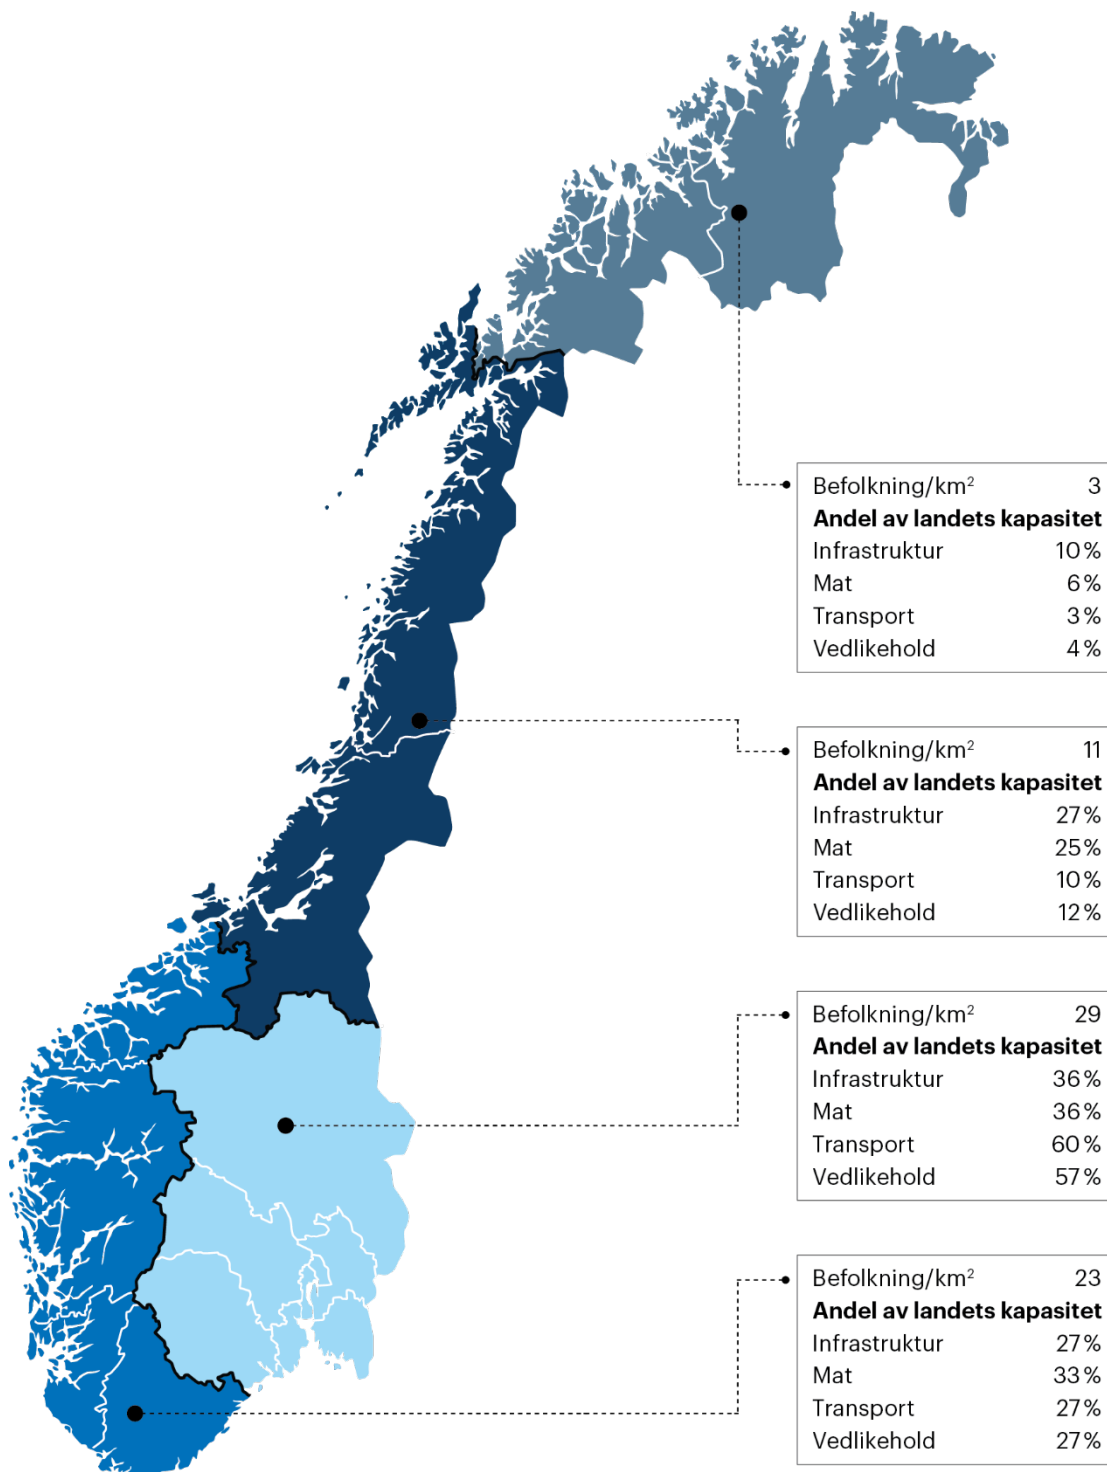 Befolkning/km² 3
Andel av landets kapasitet
Infrastruktur 10 %
Mat 6 %
Transport 3 %
Vedlikehold 4 %
Befolkning/km² 11
Andel av landets kapasitet
Infrastruktur 27 %
Mat 25 %
Transport 10 %
Vedlikehold 12 %
Befolkning/km² 29
Andel av landets kapasitet
Infrastruktur 36 %
Mat 36 %
Transport 60 %
Vedlikehold 57 %
Befolkning/km² 23
Andel av landets kapasitet
Infrastruktur 27 %
Mat 33 %
Transport 27 %
Vedlikehold 27 %